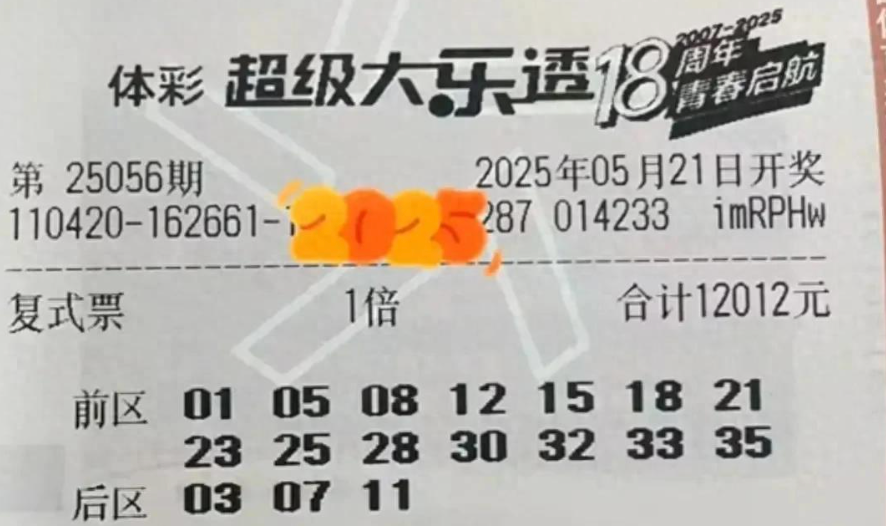 体彩 超级大乐透 18周年 2007-2025 青春启航
第 25056期 2025年05月21日开奖
110420-162661- 2025 287 014233 imRPHw
复式票 1倍 合计12012元
前区 01 05 08 12 15 18 21
23 25 28 30 32 33 35
后区 03 07 11